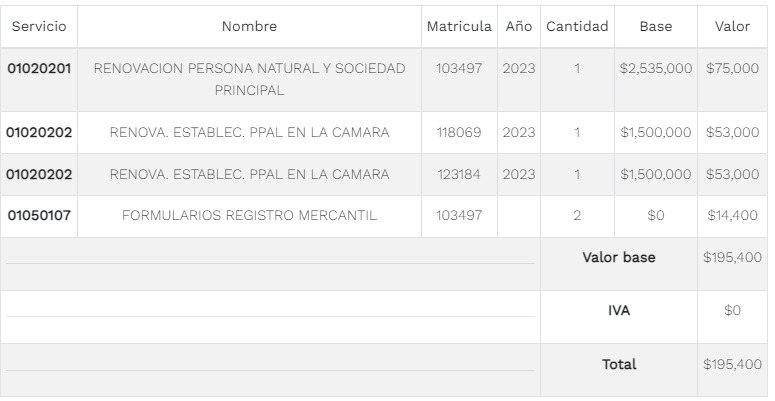 Servicio Nombre Matricula Año Cantidad Base Valor
01020201 RENOVACION PERSONA NATURAL Y SOCIEDAD PRINCIPAL 103497 2023 1 $2,535,000 $75,000
01020202 RENOVA. ESTABLEC. PPAL EN LA CAMARA 118069 2023 1 $1,500,000 $53,000
01020202 RENOVA. ESTABLEC. PPAL EN LA CAMARA 123184 2023 1 $1,500,000 $53,000
01050107 FORMULARIOS REGISTRO MERCANTIL 103497 2 $0 $14,400
Valor base $195,400
IVA $0
Total $195,400